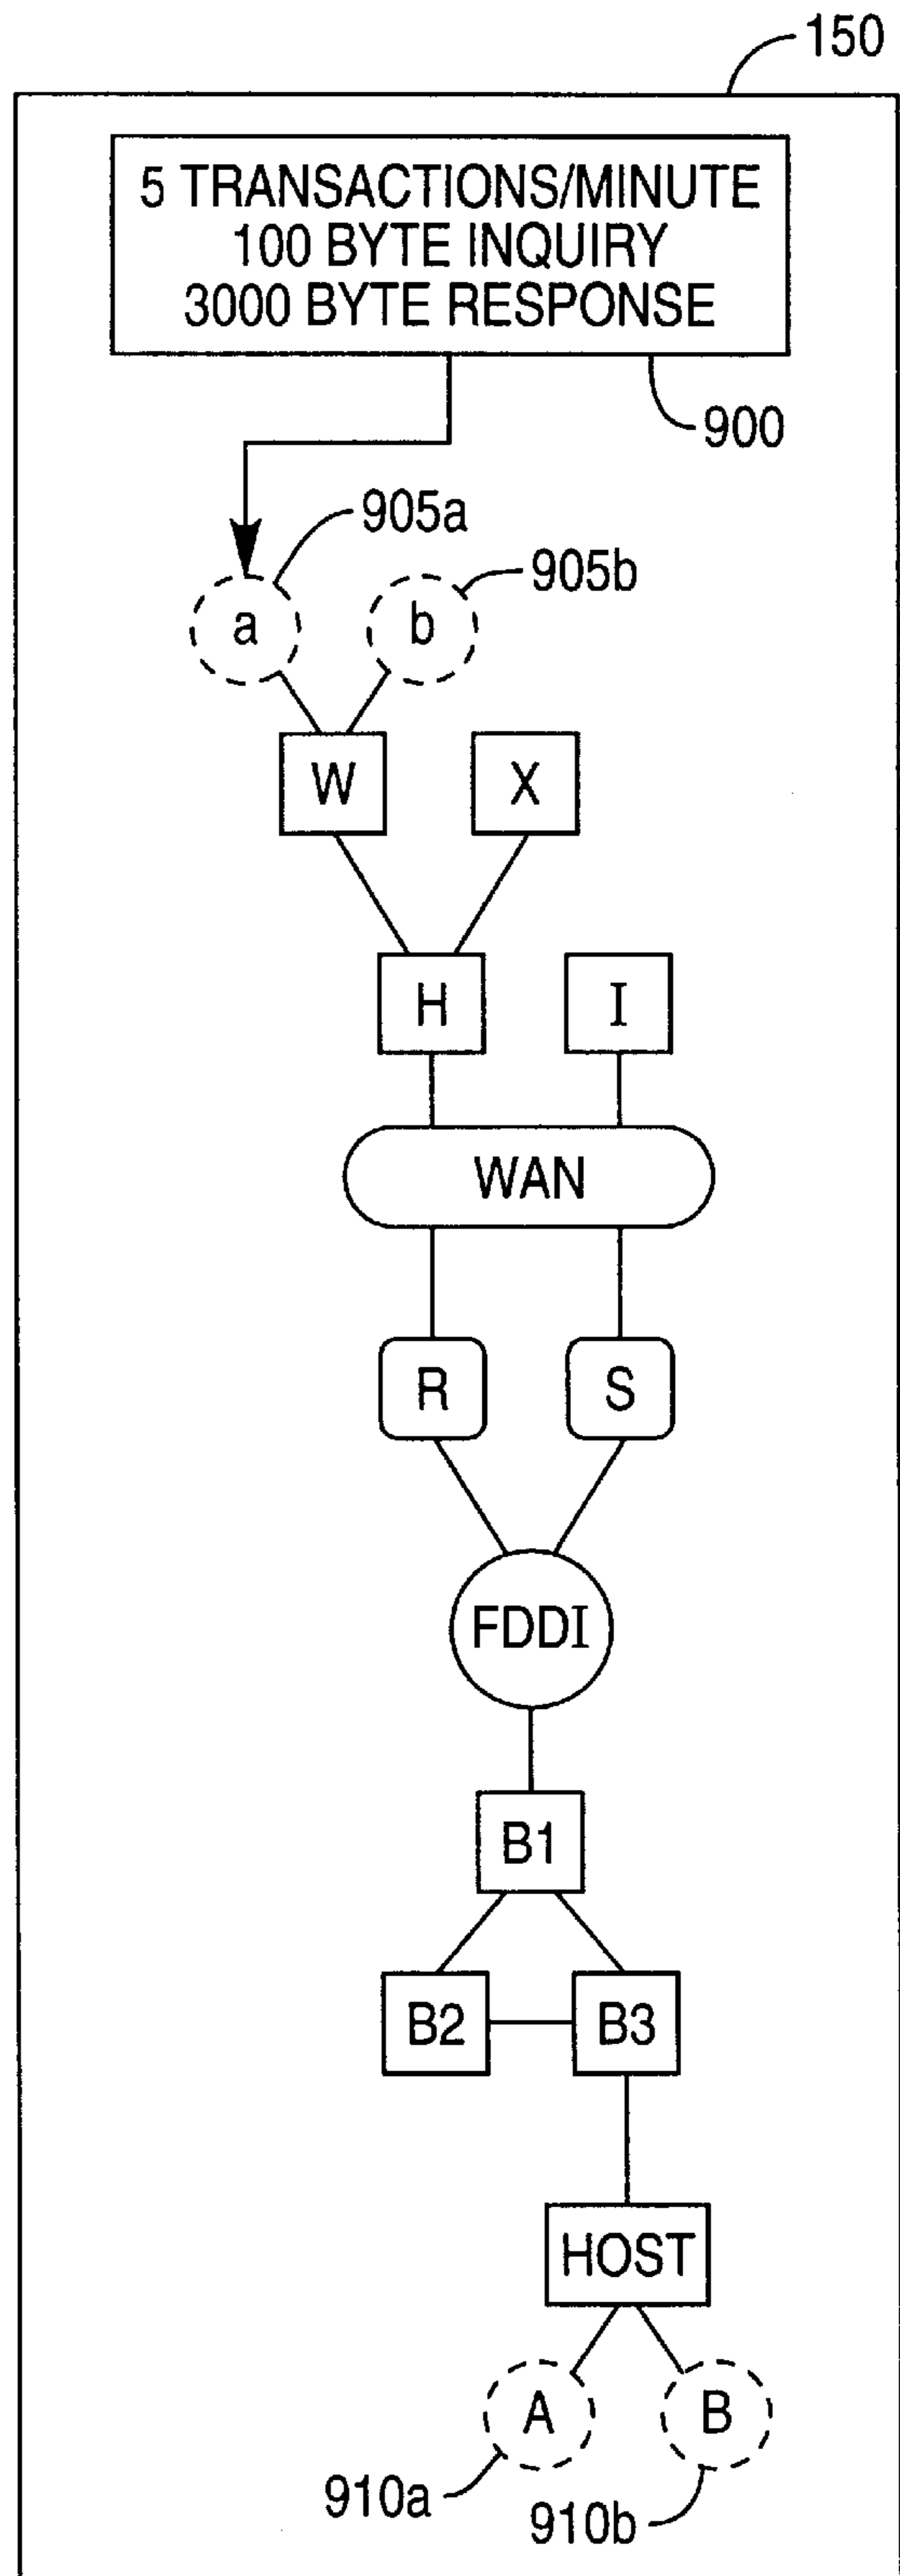 150
5 TRANSACTIONS/MINUTE
100 BYTE INQUIRY
3000 BYTE RESPONSE
900
905a
905b
a b
W X
H I
WAN
R S
FDDI
B1
B2 B3
HOST
A B
910a
910b